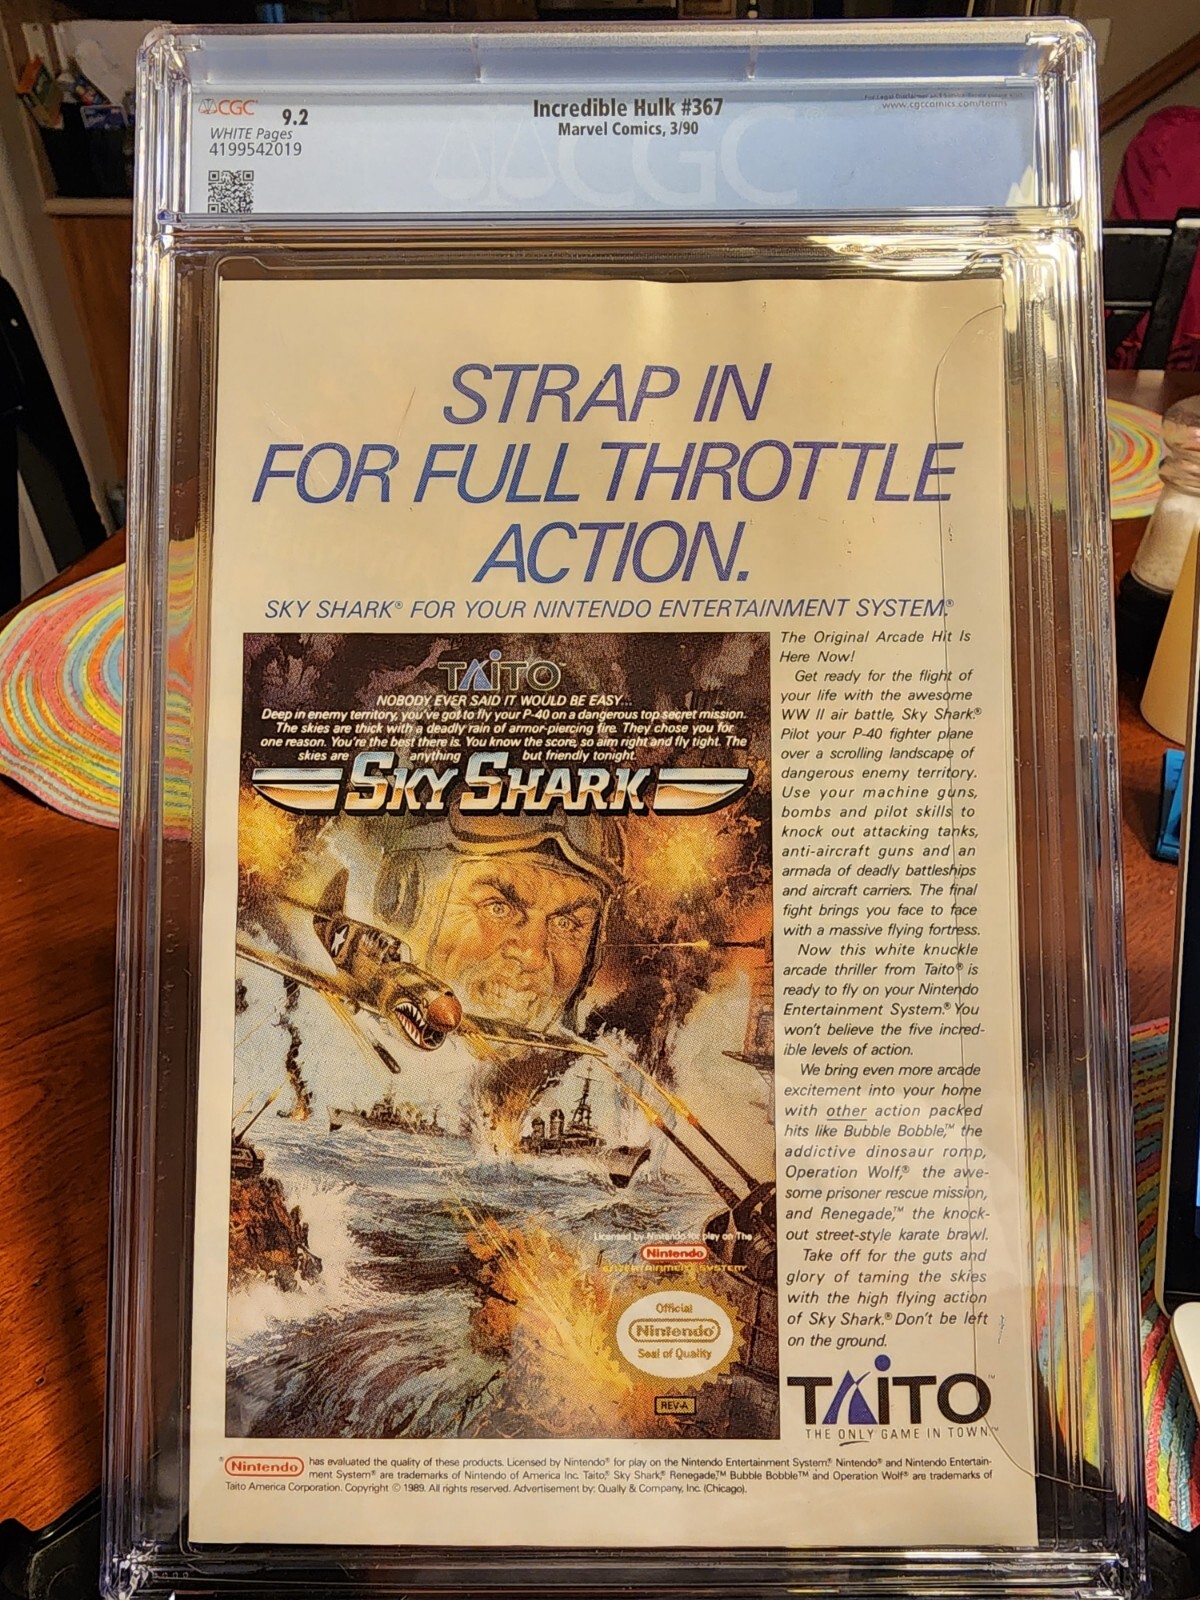 CGC 9.2
WHITE Pages
4199542019
Incredible Hulk #367
Marvel Comics, 3/90
www.cgccomics.com/terms
CGC
STRAP IN
FOR FULL THROTTLE
ACTION.
SKY SHARK® FOR YOUR NINTENDO ENTERTAINMENT SYSTEM.®
TAITO™
NOBODY EVER SAID IT WOULD BE EASY...
Deep in enemy territory, you've got to fly your P-40 on a dangerous top secret mission.
The skies are thick with a deadly rain of armor-piercing fire. They chose you for
one reason. You're the best there is. You know the score, so aim right and fly tight. The
skies are anything but friendly tonight.
SKY SHARK
Licensed by Nintendo for play on The
Nintendo
ENTERTAINMENT SYSTEM
Official
Nintendo®
Seal of Quality
REV-A
The Original Arcade Hit Is
Here Now!
Get ready for the flight of
your life with the awesome
WW II air battle, Sky Shark.®
Pilot your P-40 fighter plane
over a scrolling landscape of
dangerous enemy territory.
Use your machine guns,
bombs and pilot skills to
knock out attacking tanks,
anti-aircraft guns and an
armada of deadly battleships
and aircraft carriers. The final
fight brings you face to face
with a massive flying fortress.
Now this white knuckle
arcade thriller from Taito® is
ready to fly on your Nintendo
Entertainment System.® You
won't believe the five incred-
ible levels of action.
We bring even more arcade
excitement into your home
with other action packed
hits like Bubble Bobble,™ the
addictive dinosaur romp,
Operation Wolf,® the awe-
some prisoner rescue mission,
and Renegade,™ the knock-
out street-style karate brawl.
Take off for the guts and
glory of taming the skies
with the high flying action
of Sky Shark.® Don't be left
on the ground.
TAITO™
THE ONLY GAME IN TOWN™
Nintendo has evaluated the quality of these products. Licensed by Nintendo® for play on the Nintendo Entertainment System.® Nintendo® and Nintendo Entertain-
ment System® are trademarks of Nintendo of America Inc. Taito,® Sky Shark,® Renegade,™ Bubble Bobble™ and Operation Wolf® are trademarks of
Taito America Corporation. Copyright © 1989. All rights reserved. Advertisement by: Qually & Company, Inc. (Chicago).